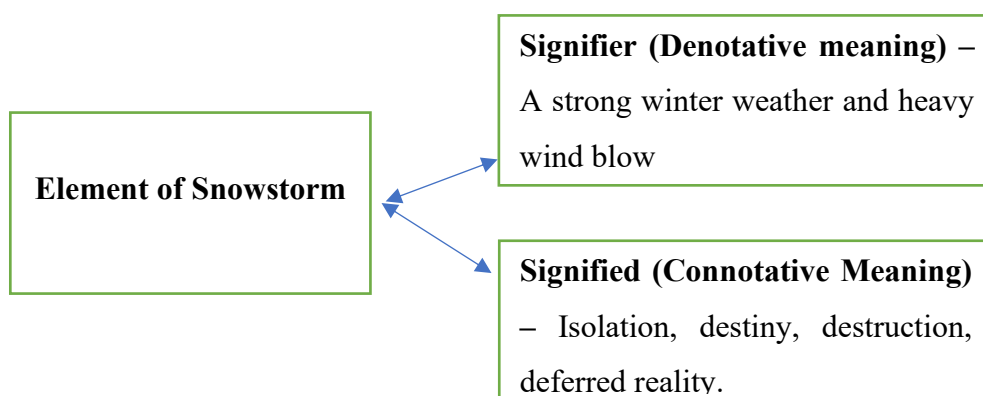 Element of Snowstorm
Signifier (Denotative meaning) –
A strong winter weather and heavy
wind blow
Signified (Connotative Meaning)
– Isolation, destiny, destruction,
deferred reality.